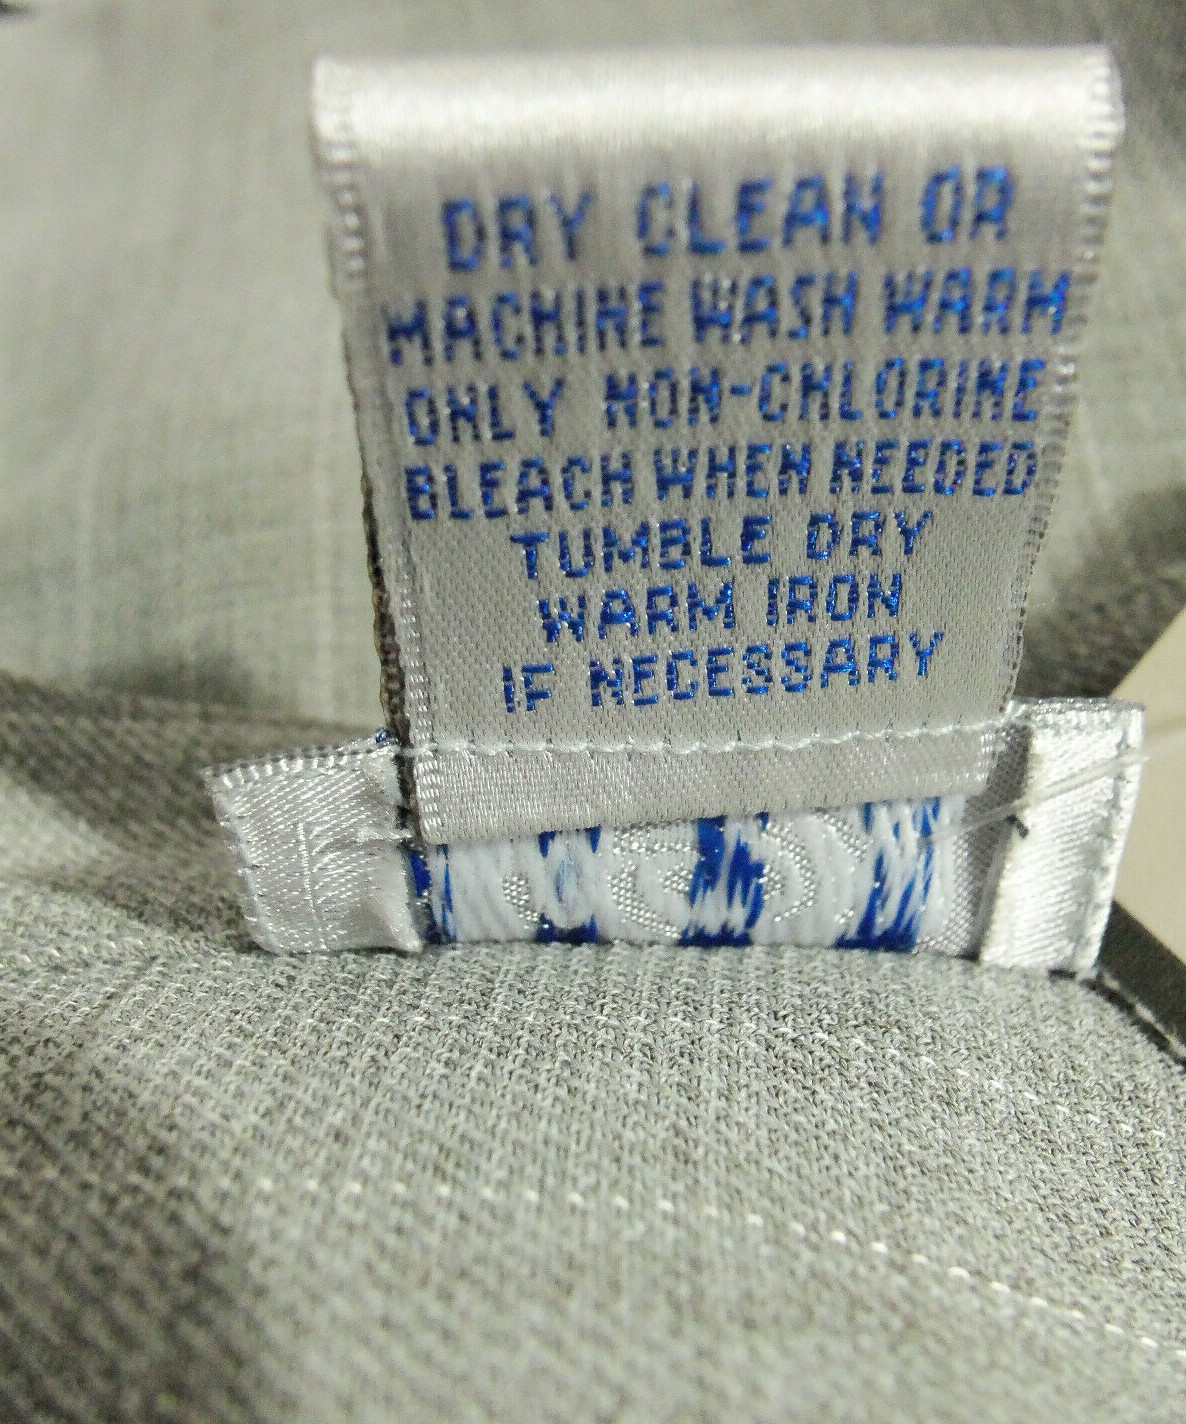 DRY CLEAN OR
MACHINE WASH WARM
ONLY NON-CHLORINE
BLEACH WHEN NEEDED
TUMBLE DRY
WARM IRON
IF NECESSARY